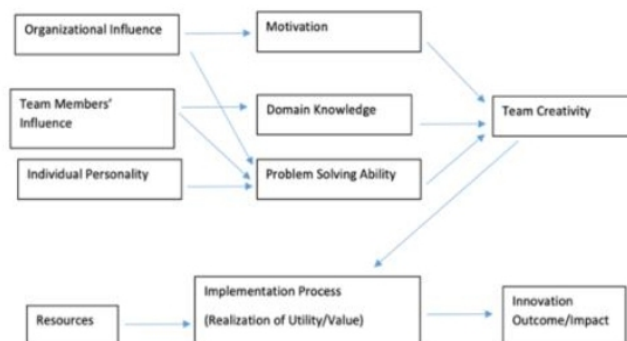 Organizational Influence
Motivation
Team Members'
Influence
Domain Knowledge
Team Creativity
Individual Personality
Problem Solving Ability
Implementation Process
(Realization of Utility/Value)
Resources
Innovation
Outcome/Impact